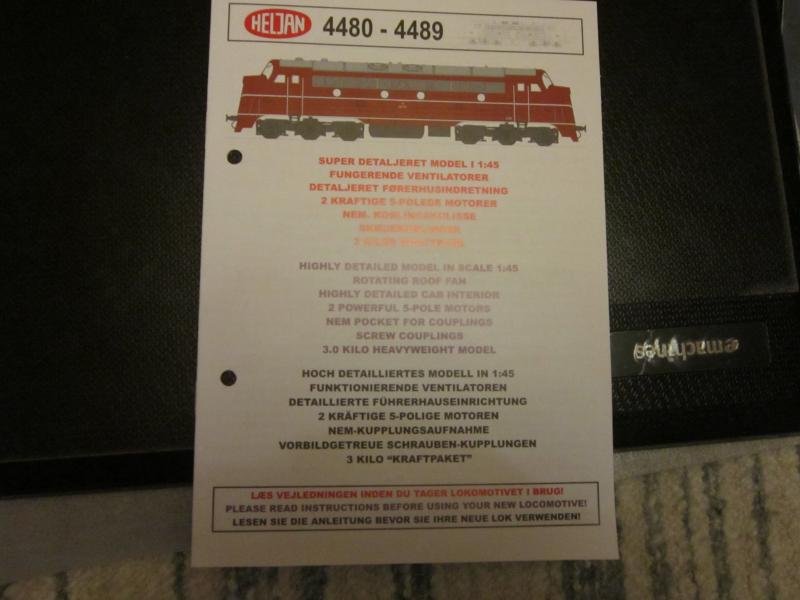 HELJAN 4480 - 4489
SUPER DETALJERET MODEL I 1:45
FUNGERENDE VENTILATORER
DETALJERET FØRERHUSINDRETNING
2 KRAFTIGE 5-POLEDE MOTORER
NEM. KOBLINGSKULISSE
SKRUEKOBLINGER
HIGHLY DETAILED MODEL IN SCALE 1:45
ROTATING ROOF FAN
HIGHLY DETAILED CAB INTERIOR
2 POWERFUL 5-POLE MOTORS
NEM POCKET FOR COUPLINGS
SCREW COUPLINGS
3.0 KILO HEAVYWEIGHT MODEL
HOCH DETAILLIERTES MODELL IN 1:45
FUNKTIONIERENDE VENTILATOREN
DETAILLIERTE FÜHRERHAUSEINRICHTUNG
2 KRÄFTIGE 5-POLIGE MOTOREN
NEM-KUPPLUNGSAUFNAHME
VORBILDGETREUE SCHRAUBEN-KUPPLUNGEN
3 KILO “KRAFTPAKET”
LÆS VEJLEDNINGEN INDEN DU TAGER LOKOMOTIVET I BRUG!
PLEASE READ INSTRUCTIONS BEFORE USING YOUR NEW LOCOMOTIVE!
LESEN SIE DIE ANLEITUNG BEVOR SIE IHRE NEUE LOK VERWENDEN!
emachines